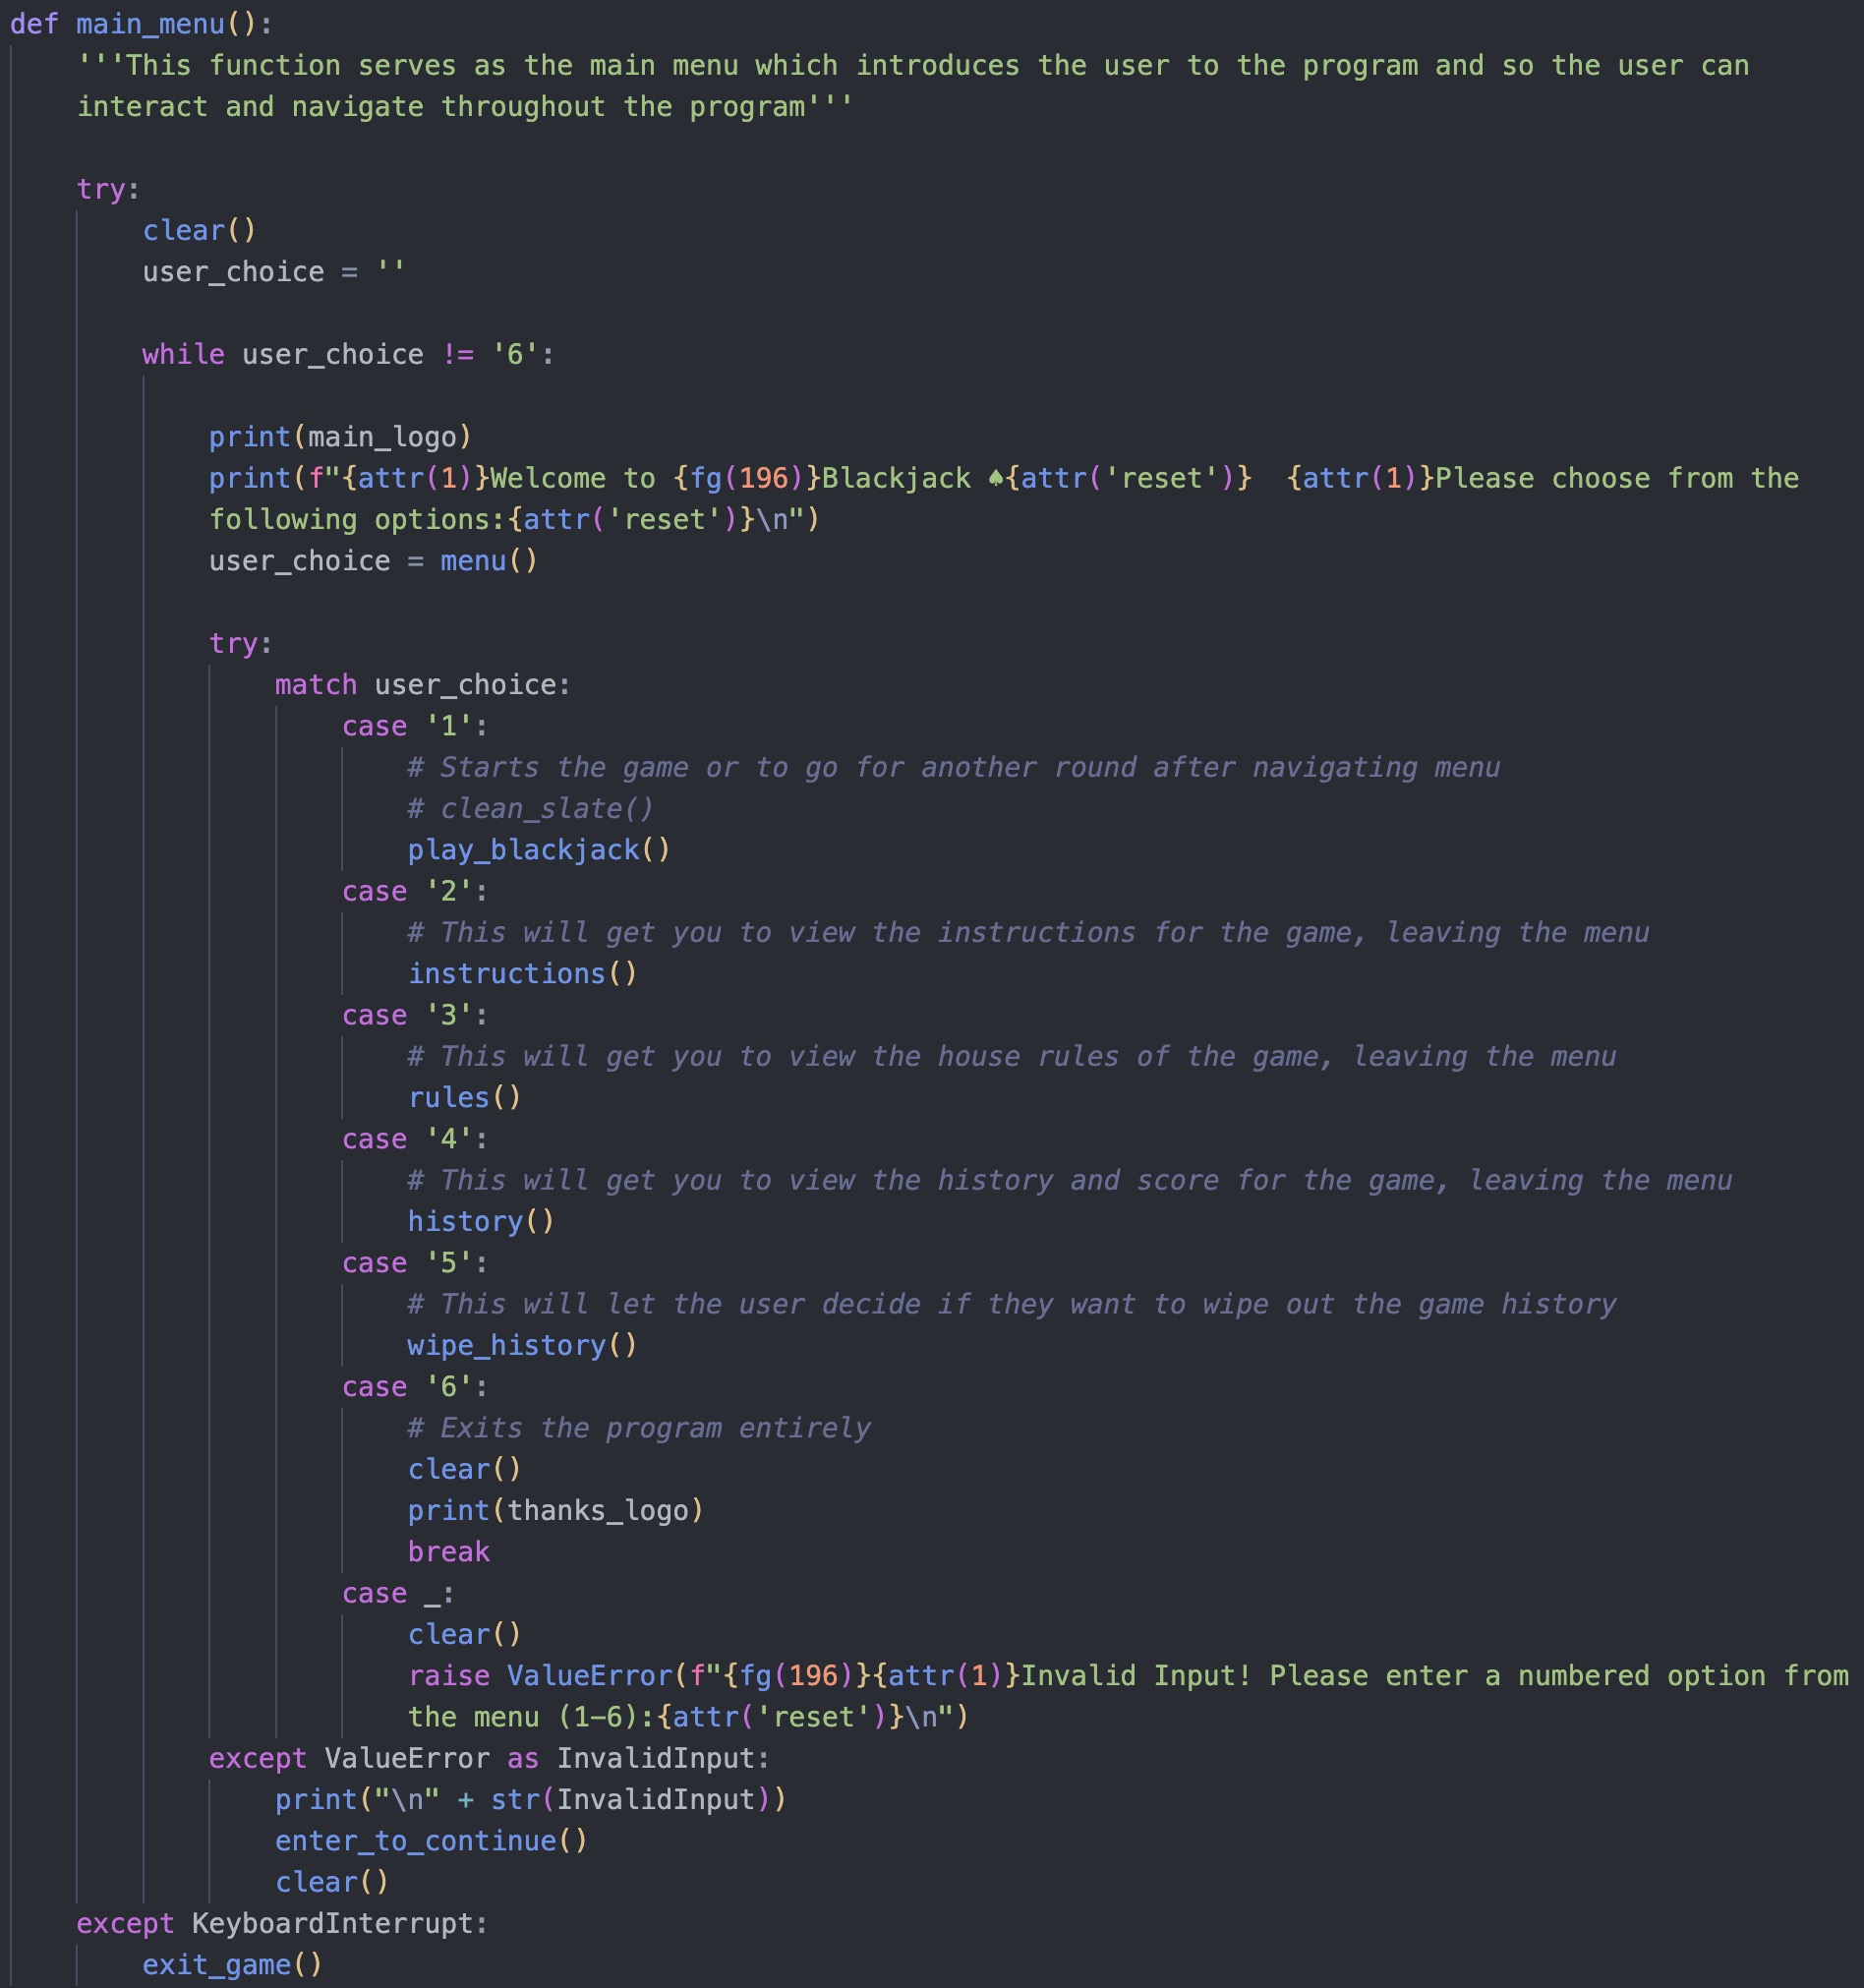 def main_menu():
    '''This function serves as the main menu which introduces the user to the program and so the user can
    interact and navigate throughout the program'''

    try:
        clear()
        user_choice = ''

        while user_choice != '6':

            print(main_logo)
            print(f"{attr(1)}Welcome to {fg(196)}Blackjack ♠{attr('reset')}  {attr(1)}Please choose from the
            following options:{attr('reset')}\n")
            user_choice = menu()

            try:
                match user_choice:
                    case '1':
                        # Starts the game or to go for another round after navigating menu
                        # clean_slate()
                        play_blackjack()
                    case '2':
                        # This will get you to view the instructions for the game, leaving the menu
                        instructions()
                    case '3':
                        # This will get you to view the house rules of the game, leaving the menu
                        rules()
                    case '4':
                        # This will get you to view the history and score for the game, leaving the menu
                        history()
                    case '5':
                        # This will let the user decide if they want to wipe out the game history
                        wipe_history()
                    case '6':
                        # Exits the program entirely
                        clear()
                        print(thanks_logo)
                        break
                    case _:
                        clear()
                        raise ValueError(f"{fg(196)}{attr(1)}Invalid Input! Please enter a numbered option from
                        the menu (1–6):{attr('reset')}\n")
            except ValueError as InvalidInput:
                print("\n" + str(InvalidInput))
                enter_to_continue()
                clear()
    except KeyboardInterrupt:
        exit_game()